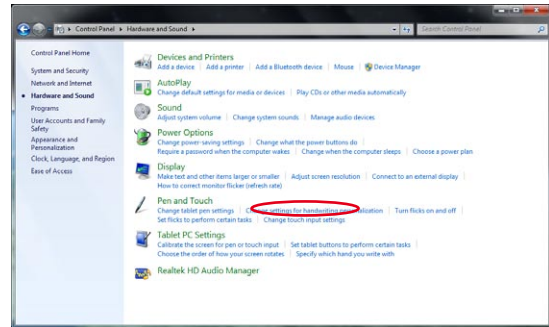 Control Panel ▸ Hardware and Sound ▸
Search Control Panel
Control Panel Home
System and Security
Network and Internet
Hardware and Sound
Programs
User Accounts and Family
Safety
Appearance and
Personalization
Clock, Language, and Region
Ease of Access
Devices and Printers
Add a device | Add a printer | Add a Bluetooth device | Mouse | Device Manager
AutoPlay
Change default settings for media or devices | Play CDs or other media automatically
Sound
Adjust system volume | Change system sounds | Manage audio devices
Power Options
Change power-saving settings | Change what the power buttons do
Require a password when the computer wakes | Change when the computer sleeps | Choose a power plan
Display
Make text and other items larger or smaller | Adjust screen resolution | Connect to an external display
How to correct monitor flicker (refresh rate)
Pen and Touch
Change tablet pen settings | Change settings for handwriting personalization | Turn flicks on and off
Set flicks to perform certain tasks | Change touch input settings
Tablet PC Settings
Calibrate the screen for pen or touch input | Set tablet buttons to perform certain tasks
Choose the order of how your screen rotates | Specify which hand you write with
Realtek HD Audio Manager